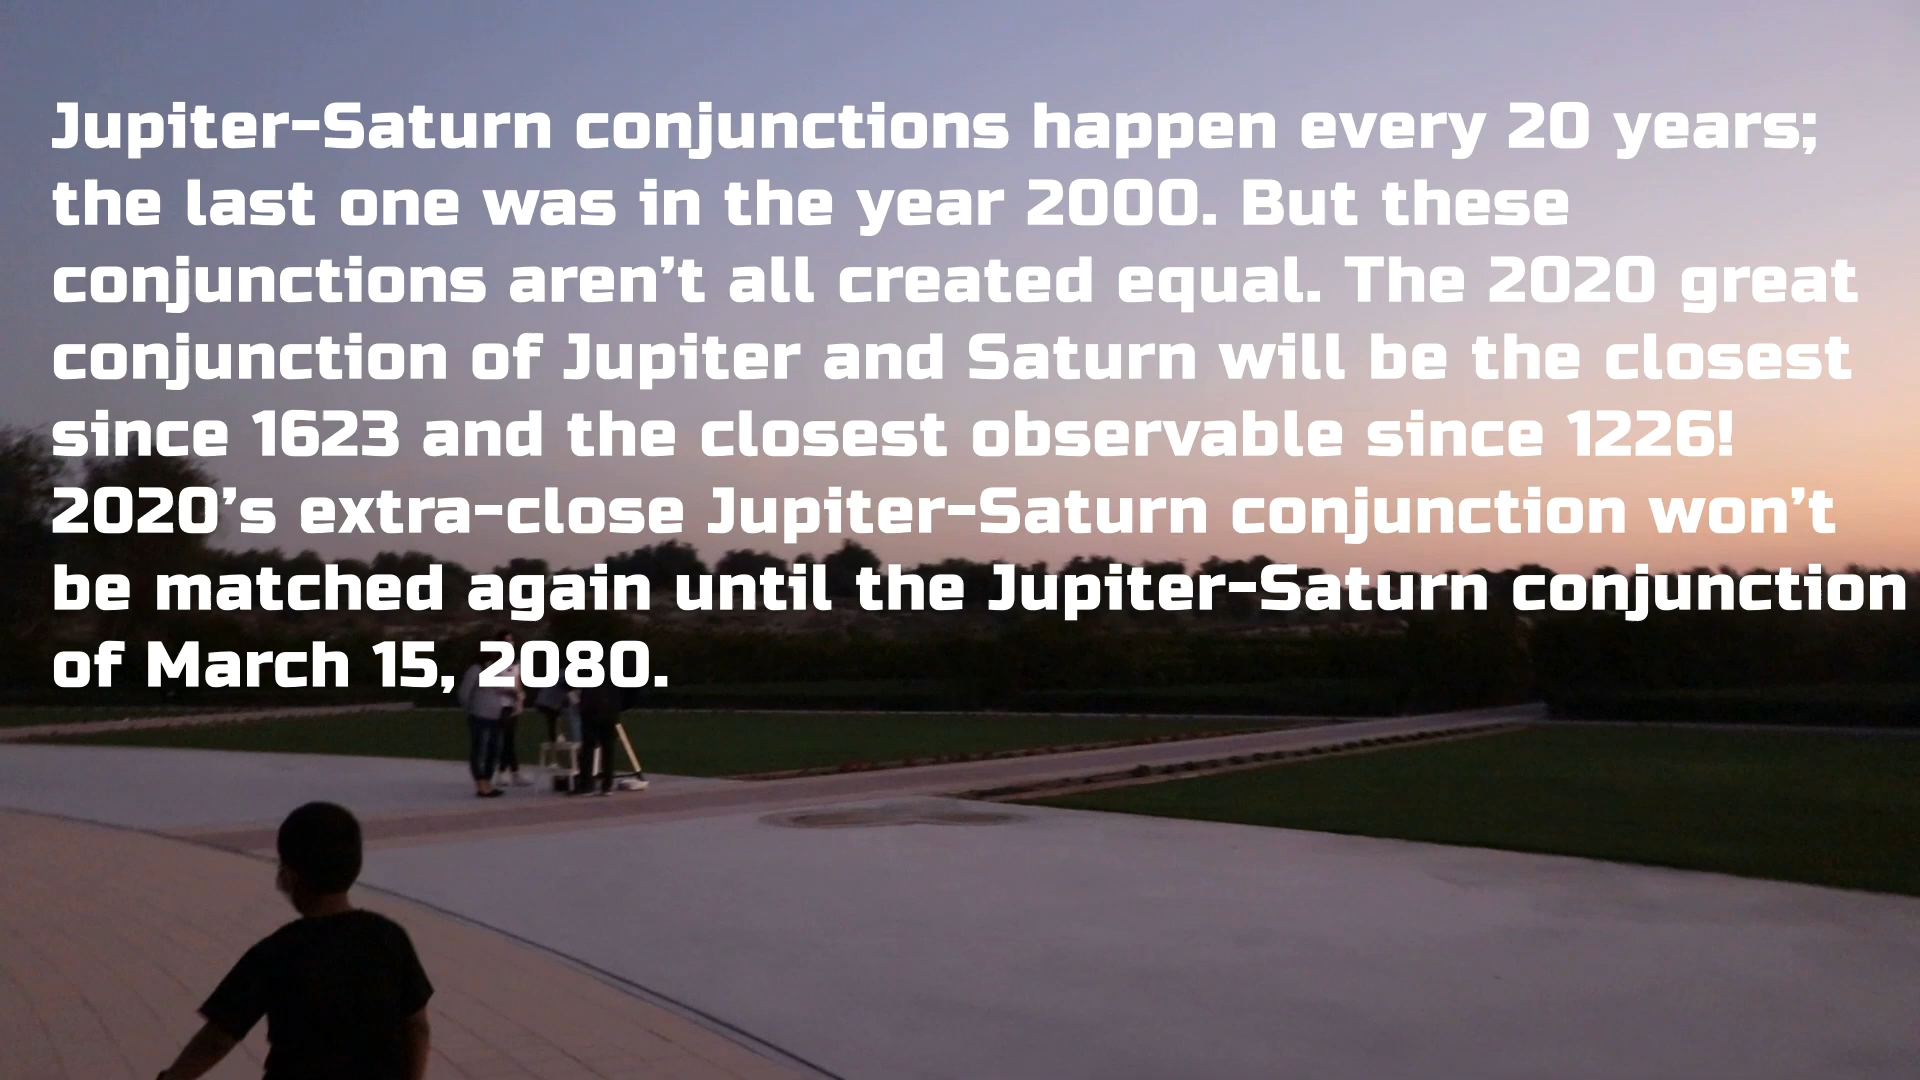 Jupiter-Saturn conjunctions happen every 20 years;
the last one was in the year 2000. But these
conjunctions aren’t all created equal. The 2020 great
conjunction of Jupiter and Saturn will be the closest
since 1623 and the closest observable since 1226!
2020’s extra-close Jupiter-Saturn conjunction won’t
be matched again until the Jupiter-Saturn conjunction
of March 15, 2080.